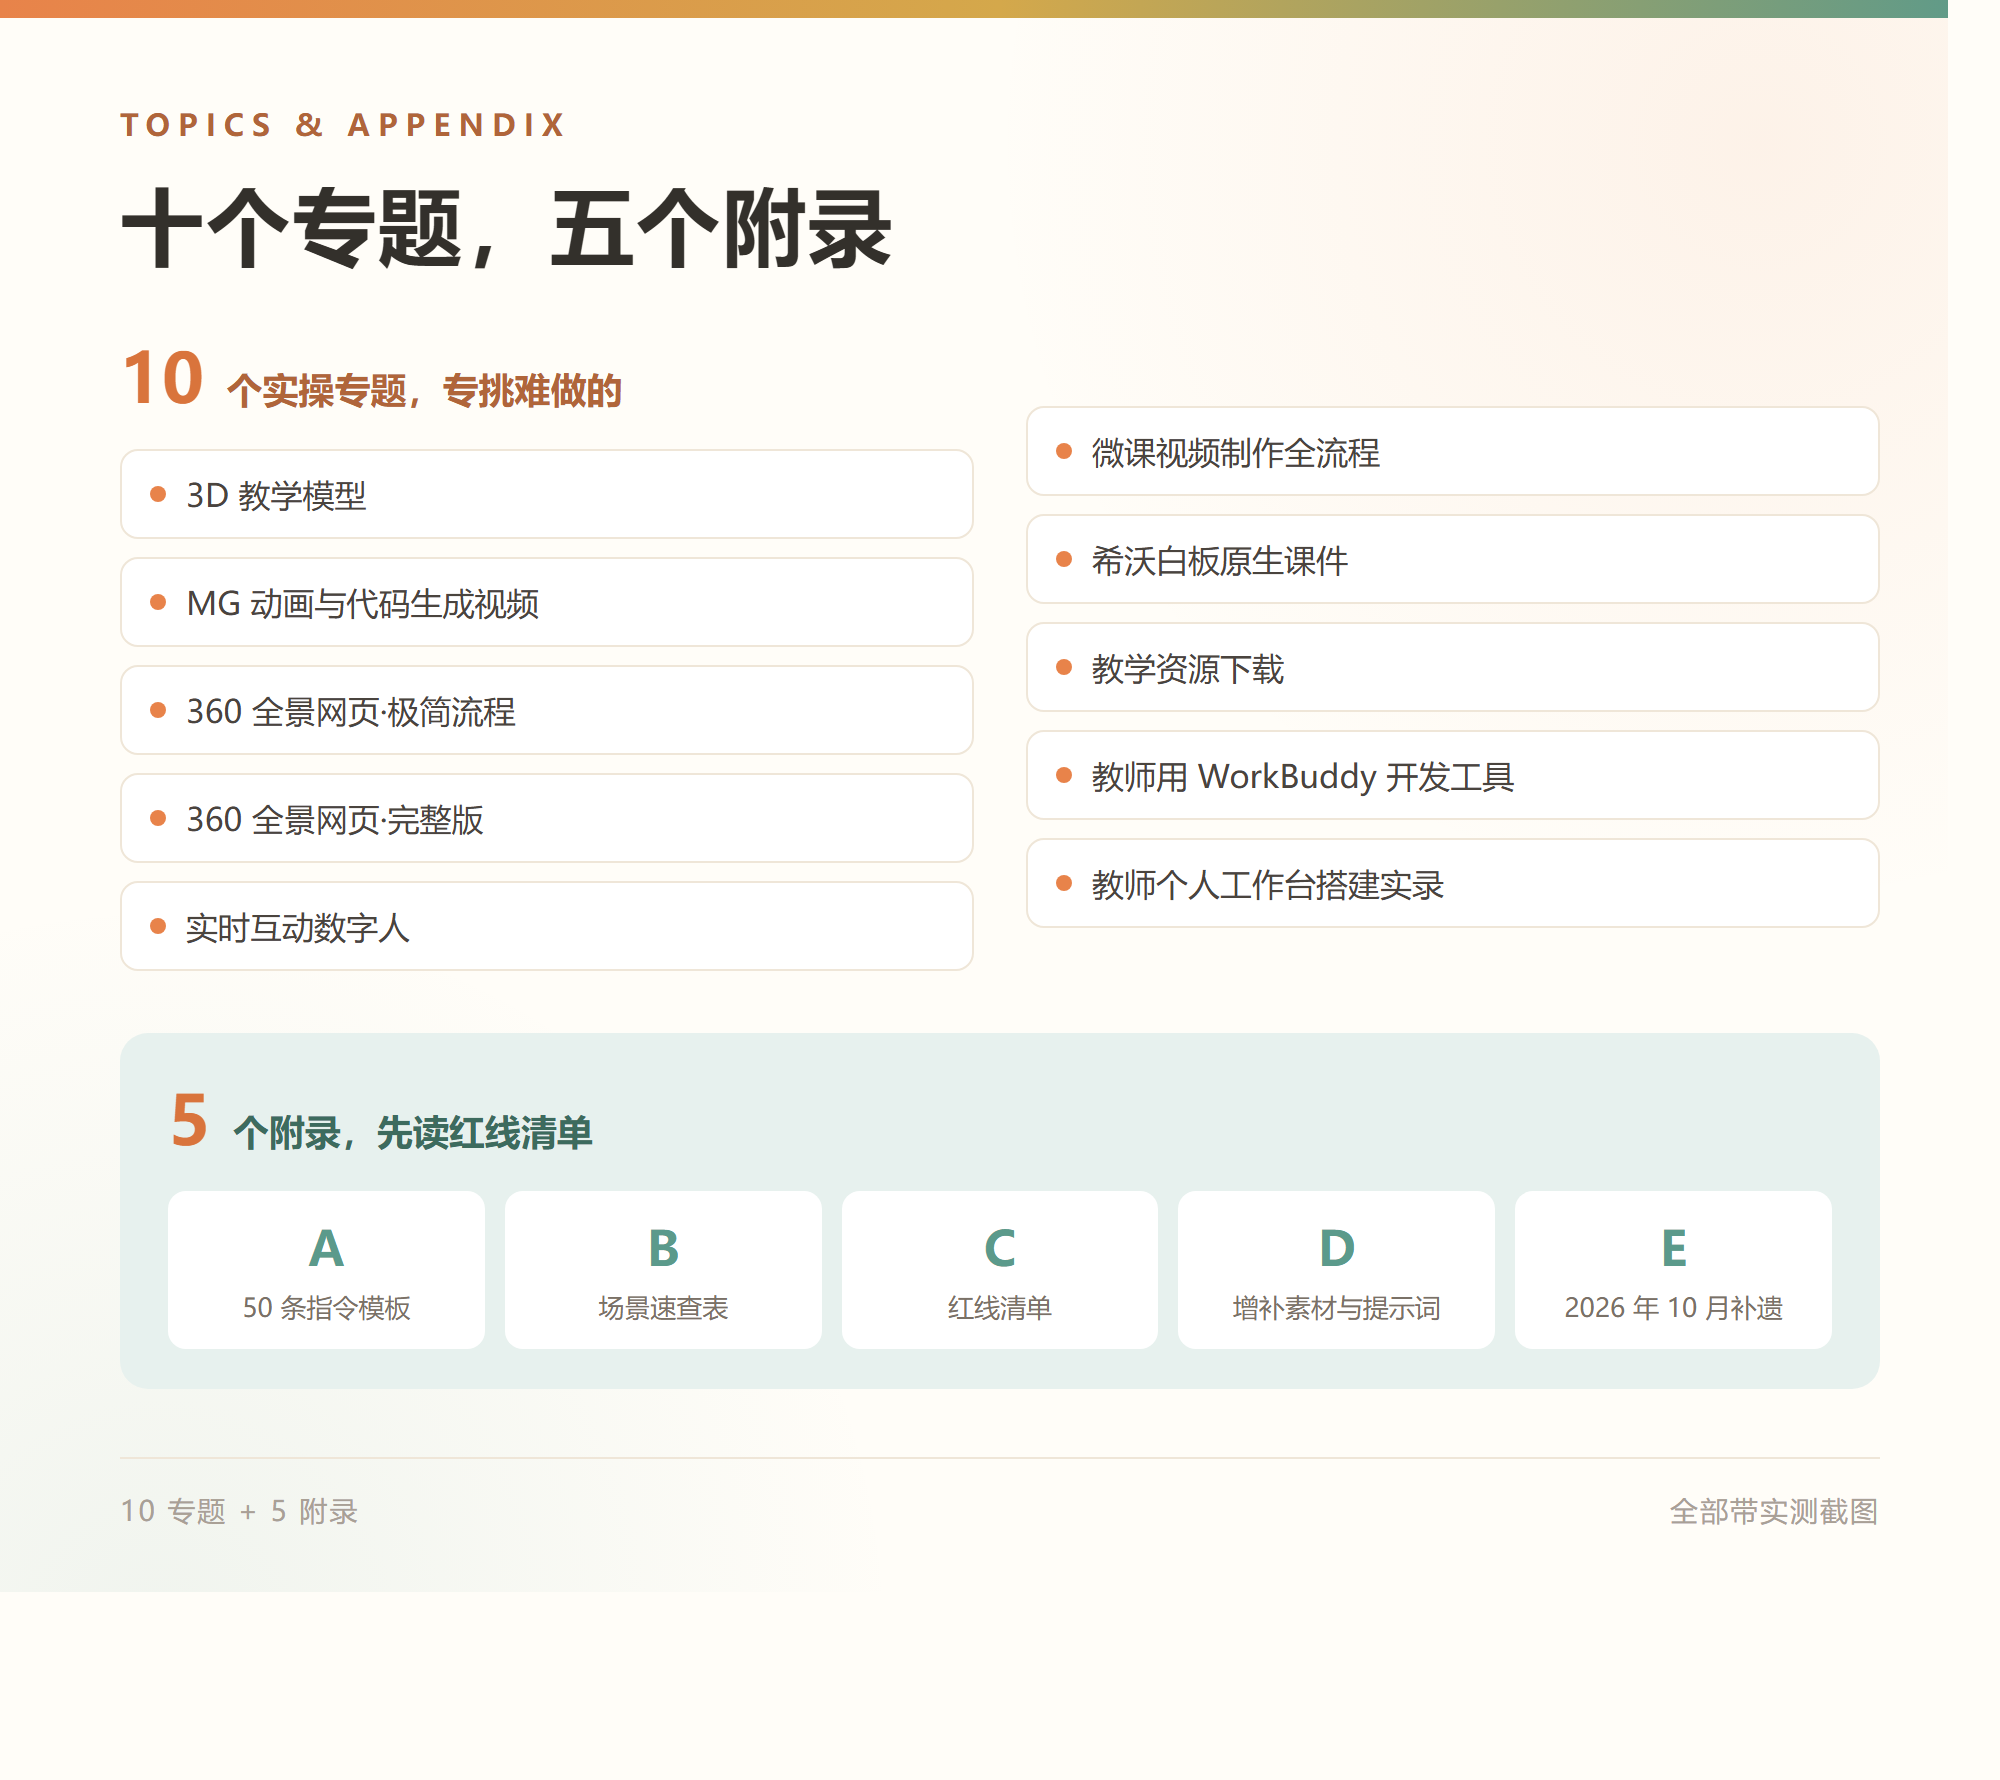 TOPICS & APPENDIX
十个专题，五个附录
10 个实操专题，专挑难做的
3D 教学模型
MG 动画与代码生成视频
360 全景网页·极简流程
360 全景网页·完整版
实时互动数字人
微课视频制作全流程
希沃白板原生课件
教学资源下载
教师用 WorkBuddy 开发工具
教师个人工作台搭建实录
5 个附录，先读红线清单
A
50 条指令模板
B
场景速查表
C
红线清单
D
增补素材与提示词
E
2026 年 10 月补遗
10 专题 + 5 附录
全部带实测截图